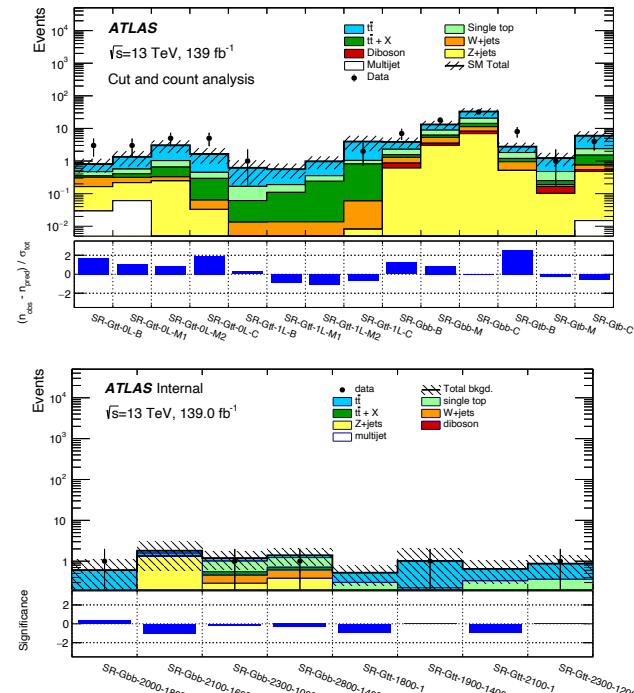 Events
10⁴
10³
10²
10
1
10⁻¹
10⁻²
ATLAS
√s=13 TeV, 139 fb⁻¹
Cut and count analysis
tt̄
tt̄ + X
Diboson
Multijet
Data
Single top
W+jets
Z+jets
SM Total
(n_obs - n_pred) / σ_tot
2
0
−2
SR-Gtt-0L-B
SR-Gtt-0L-M1
SR-Gtt-0L-M2
SR-Gtt-0L-C
SR-Gtt-1L-B
SR-Gtt-1L-M1
SR-Gtt-1L-M2
SR-Gtt-1L-C
SR-Gbb-B
SR-Gbb-M
SR-Gbb-C
SR-Gtb-B
SR-Gtb-M
SR-Gtb-C
Events
10⁴
10³
10²
10
1
ATLAS Internal
√s=13 TeV, 139.0 fb⁻¹
data
tt̄
tt̄ + X
Z+jets
multijet
Total bkgd.
single top
W+jets
diboson
Significance
2
0
−2
SR-Gtt-1800-1
SR-Gtt-2100-1